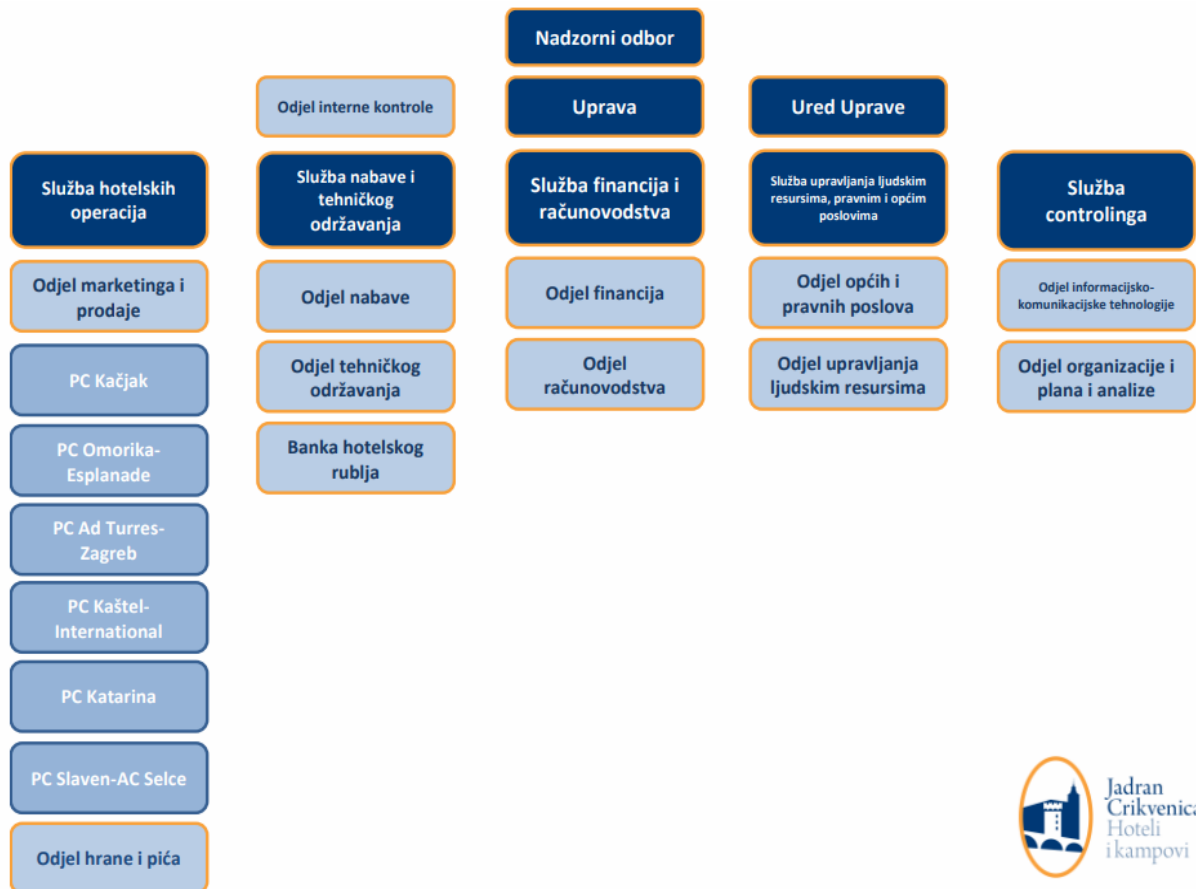 Nadzorni odbor
Odjel interne kontrole
Uprava
Ured Uprave
Služba hotelskih
operacija
Služba nabave i
tehničkog
održavanja
Služba financija i
računovodstva
Služba upravljanja ljudskim
resursima, pravnim i općim
poslovima
Služba
controlinga
Odjel marketinga i
prodaje
Odjel nabave
Odjel financija
Odjel općih i
pravnih poslova
Odjel informacijsko-
komunikacijske tehnologije
PC Kačjak
Odjel tehničkog
održavanja
Odjel
računovodstva
Odjel upravljanja
ljudskim resursima
Odjel organizacije i
plana i analize
PC Omorika-
Esplanade
Banka hotelskog
rublja
PC Ad Turres-
Zagreb
PC Kaštel-
International
PC Katarina
PC Slaven-AC Selce
Odjel hrane i pića
Jadran
Crikvenica
Hoteli
i kampovi